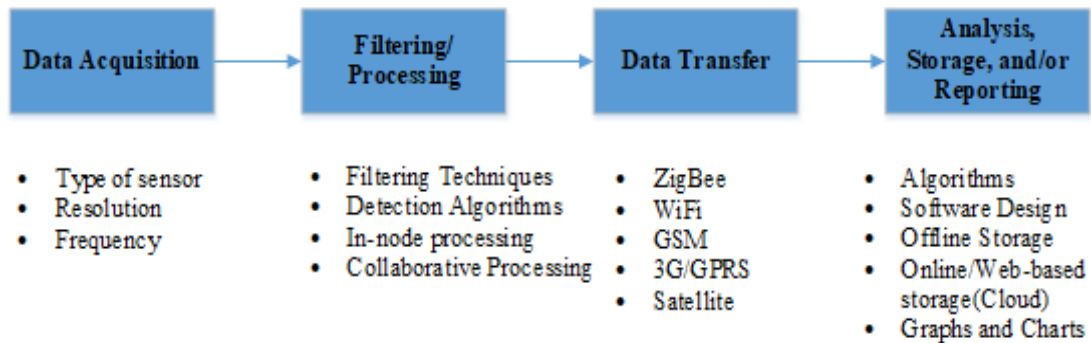 Data Acquisition
Filtering/
Processing
Data Transfer
Analysis,
Storage, and/or
Reporting
• Type of sensor
• Resolution
• Frequency
• Filtering Techniques
• Detection Algorithms
• In-node processing
• Collaborative Processing
• ZigBee
• WiFi
• GSM
• 3G/GPRS
• Satellite
• Algorithms
• Software Design
• Offline Storage
• Online/Web-based
storage(Cloud)
• Graphs and Charts